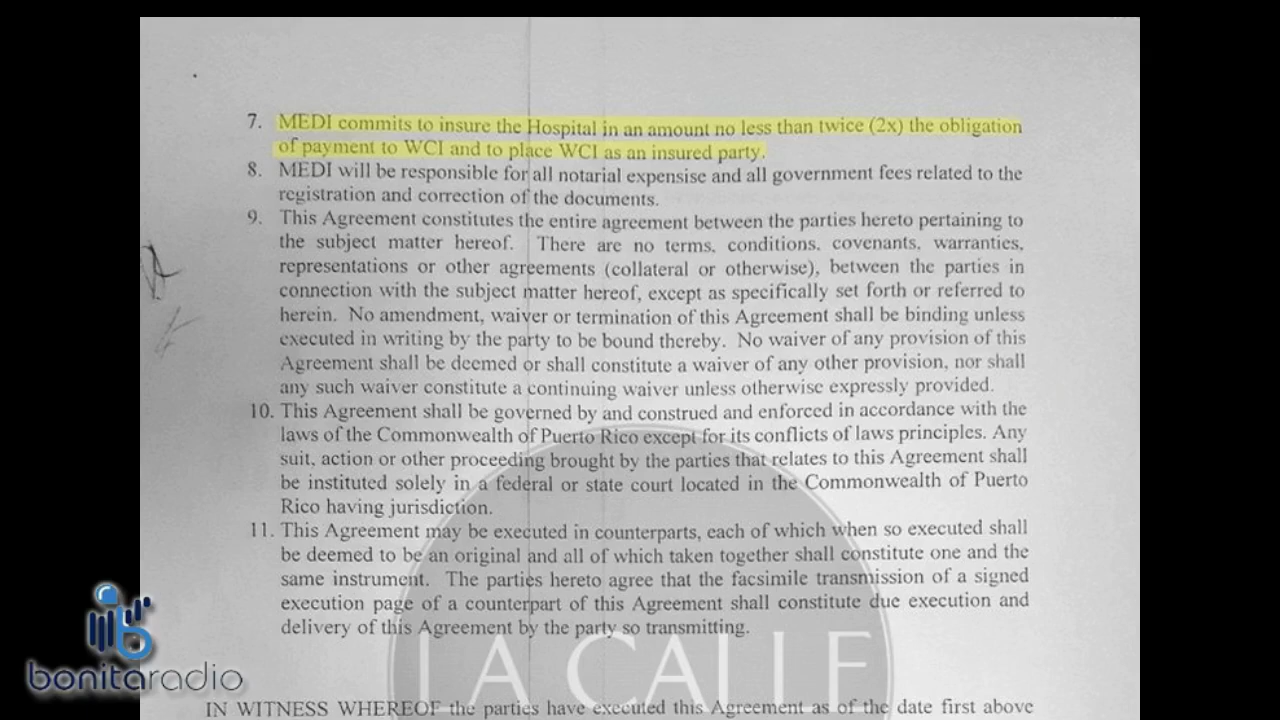 7. MEDI commits to insure the Hospital in an amount no less than twice (2x) the obligation
of payment to WCI and to place WCI as an insured party.
8. MEDI will be responsible for all notarial expensise and all government fees related to the
registration and correction of the documents.
9. This Agreement constitutes the entire agreement between the parties hereto pertaining to
the subject matter hereof. There are no terms, conditions, covenants, warranties,
representations or other agreements (collateral or otherwise), between the parties in
connection with the subject matter hereof, except as specifically set forth or referred to
herein. No amendment, waiver or termination of this Agreement shall be binding unless
executed in writing by the party to be bound thereby. No waiver of any provision of this
Agreement shall be deemed or shall constitute a waiver of any other provision, nor shall
any such waiver constitute a continuing waiver unless otherwise expressly provided.
10. This Agreement shall be governed by and construed and enforced in accordance with the
laws of the Commonwealth of Puerto Rico except for its conflicts of laws principles. Any
suit, action or other proceeding brought by the parties that relates to this Agreement shall
be instituted solely in a federal or state court located in the Commonwealth of Puerto
Rico having jurisdiction.
11. This Agreement may be executed in counterparts, each of which when so executed shall
be deemed to be an original and all of which taken together shall constitute one and the
same instrument. The parties hereto agree that the facsimile transmission of a signed
execution page of a counterpart of this Agreement shall constitute due execution and
delivery of this Agreement by the party so transmitting.
LA CALLE
IN WITNESS WHEREOF the parties have executed this Agreement as of the date first above
bonitaradio